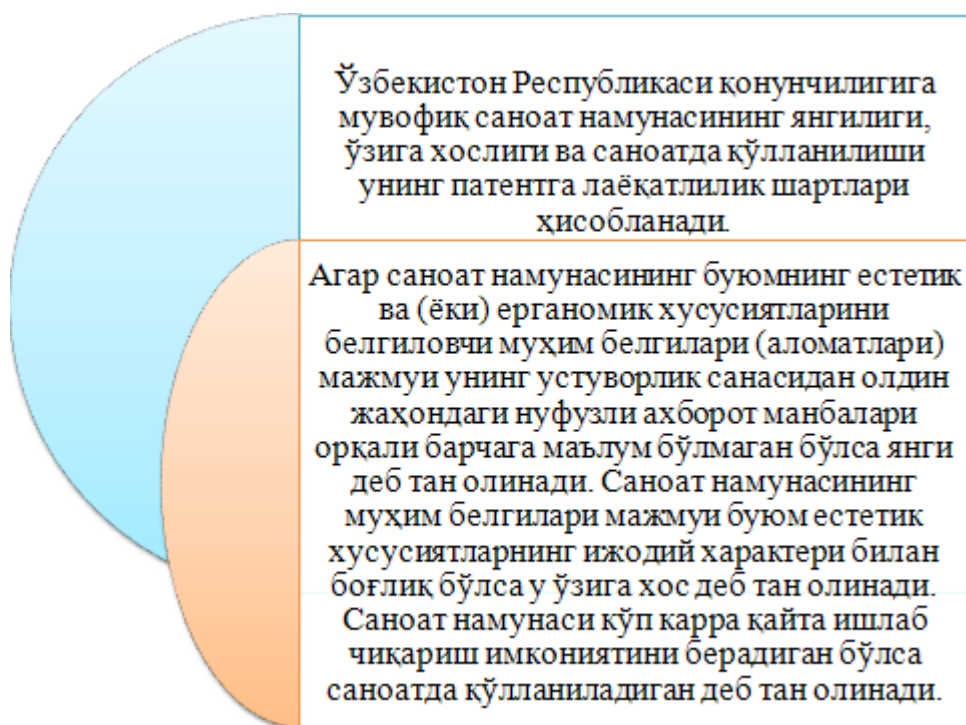 Ўзбекистон Республикаси қонунчилигига
мувофиқ саноат намунасининг янгилиги,
ўзига хослиги ва саноатда қўлланилиши
унинг патентга лаёқатлилик шартлари
ҳисобланади.
Агар саноат намунасининг буюмнинг естетик
ва (ёки) ерганомик хусусиятларини
белгиловчи муҳим белгилари (аломатлари)
мажмуи унинг устуворлик санасидан олдин
жаҳондаги нуфузли ахборот манбалари
орқали барчага маълум бўлмаган бўлса янги
деб тан олинади. Саноат намунасининг
муҳим белгилари мажмуи буюм естетик
хусусиятларнинг ижодий характери билан
боғлиқ бўлса у ўзига хос деб тан олинади.
Саноат намунаси кўп карра қайта ишлаб
чиқариш имкониятини берадиган бўлса
саноатда қўлланиладиган деб тан олинади.